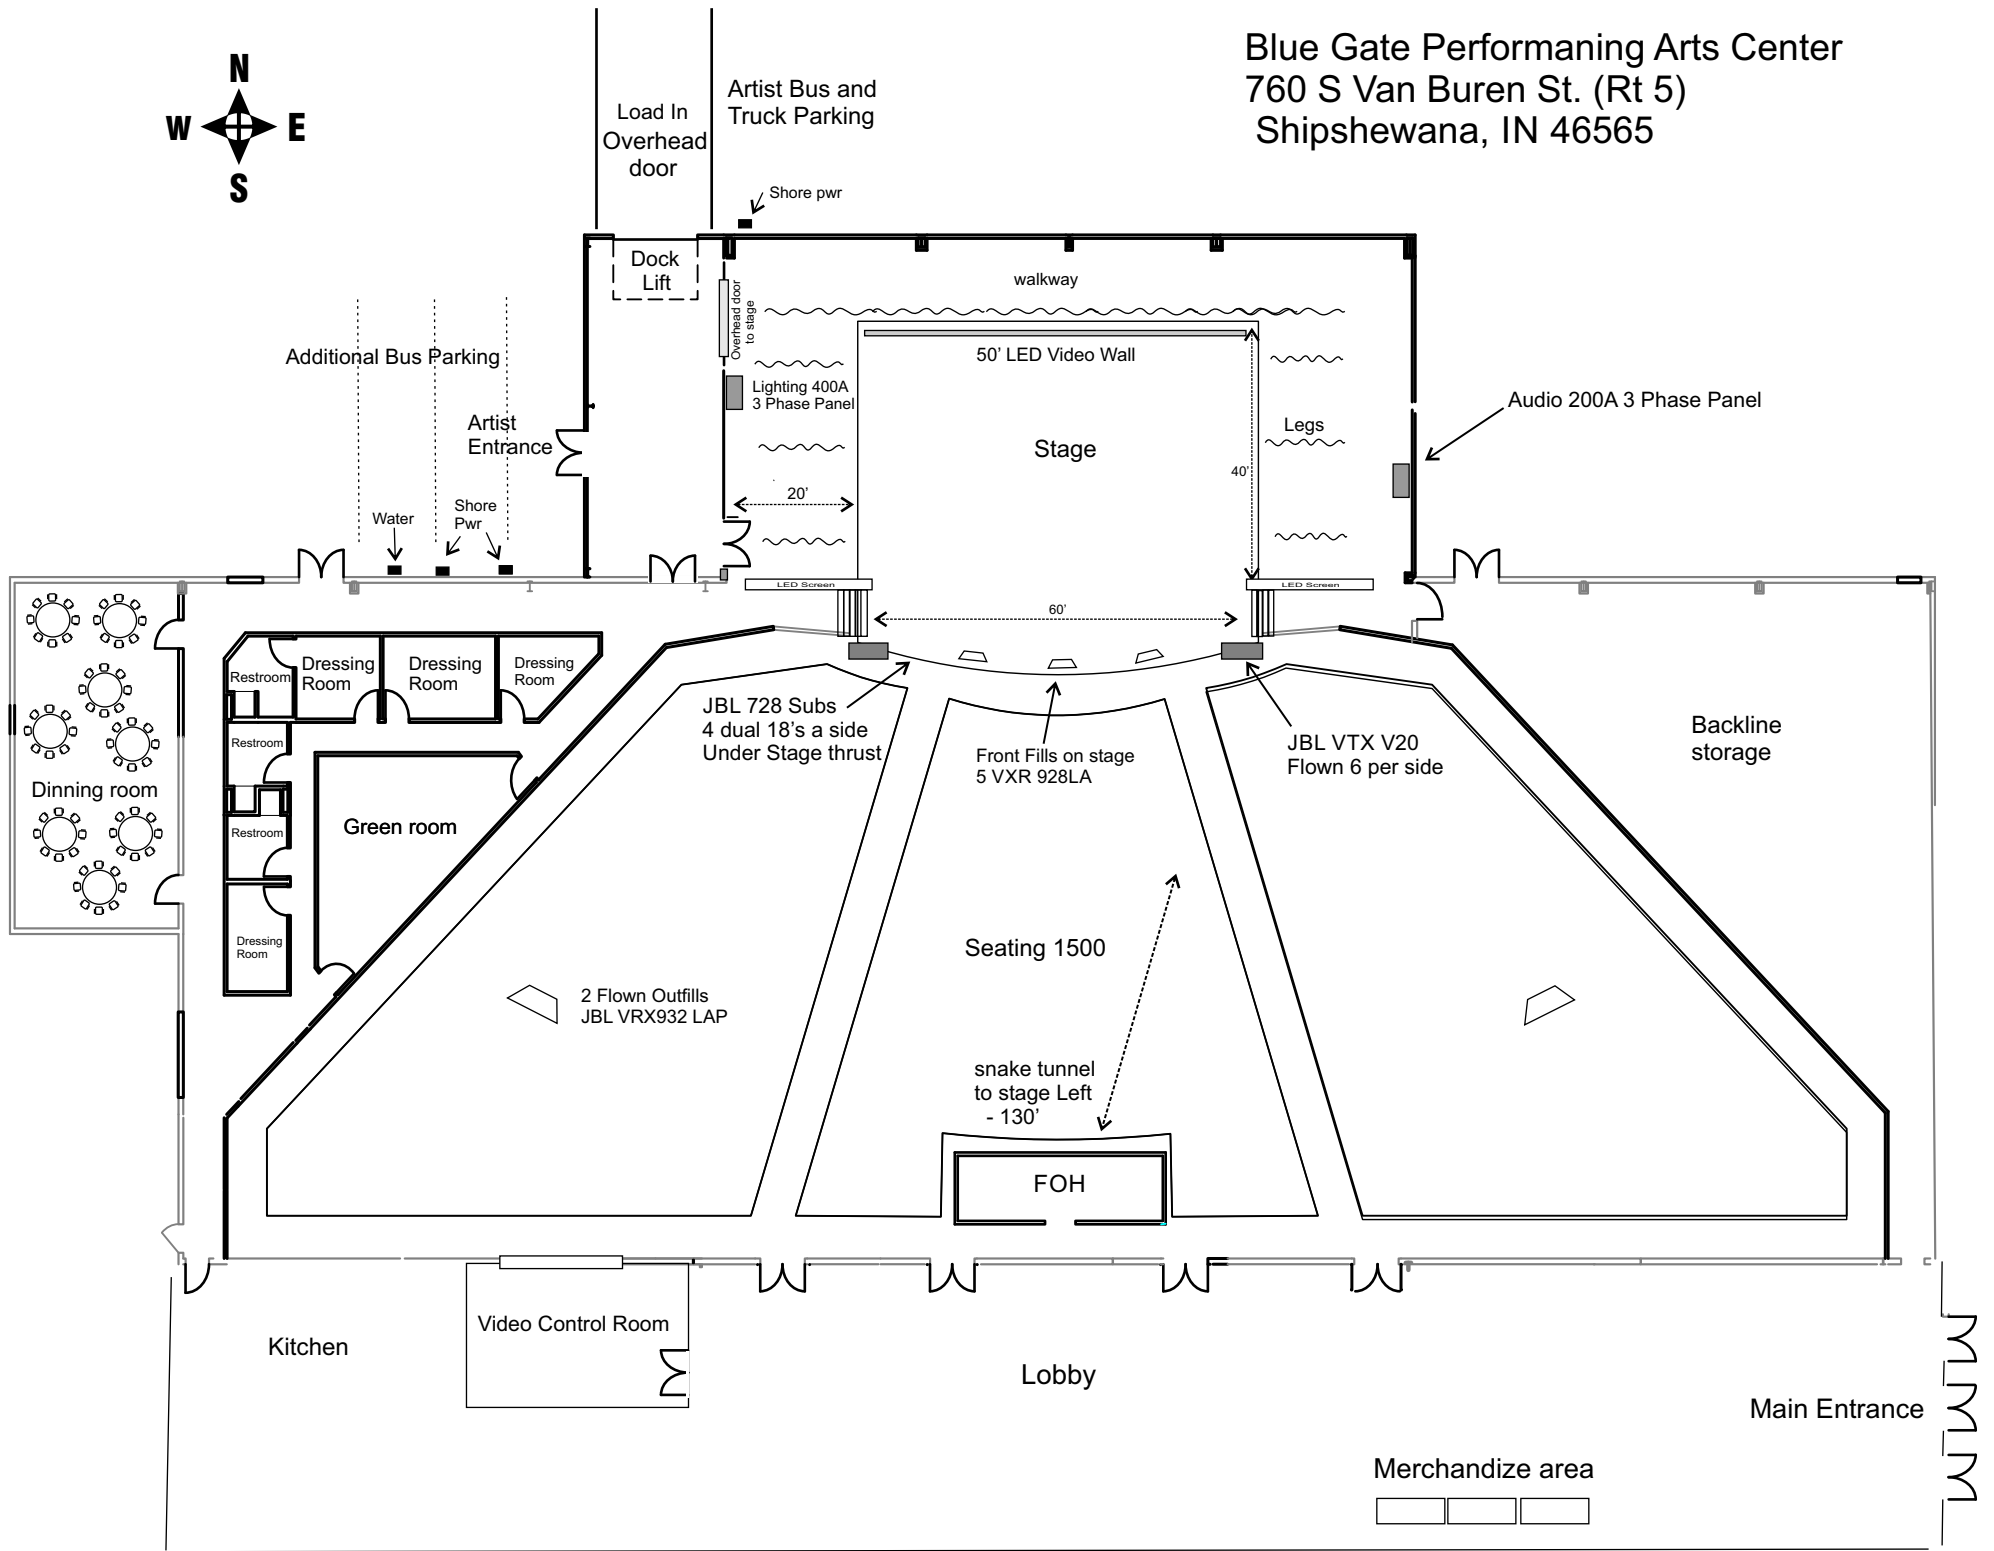 Blue Gate Performaning Arts Center
760 S Van Buren St. (Rt 5)
Shipshewana, IN 46565
N
W
E
S
Load In
Overhead
door
Artist Bus and
Truck Parking
Shore pwr
Dock
Lift
Overhead door
to stage
walkway
Additional Bus Parking
50' LED Video Wall
Lighting 400A
3 Phase Panel
Audio 200A 3 Phase Panel
Artist
Entrance
Legs
Stage
40'
20'
Water
Shore
Pwr
LED Screen
LED Screen
60'
Restroom
Dressing
Room
Dressing
Room
Dressing
Room
JBL 728 Subs
4 dual 18's a side
Under Stage thrust
Front Fills on stage
5 VXR 928LA
JBL VTX V20
Flown 6 per side
Backline
storage
Restroom
Dinning room
Green room
Restroom
Dressing
Room
Seating 1500
2 Flown Outfills
JBL VRX932 LAP
snake tunnel
to stage Left
- 130'
FOH
Video Control Room
Kitchen
Lobby
Main Entrance
Merchandize area